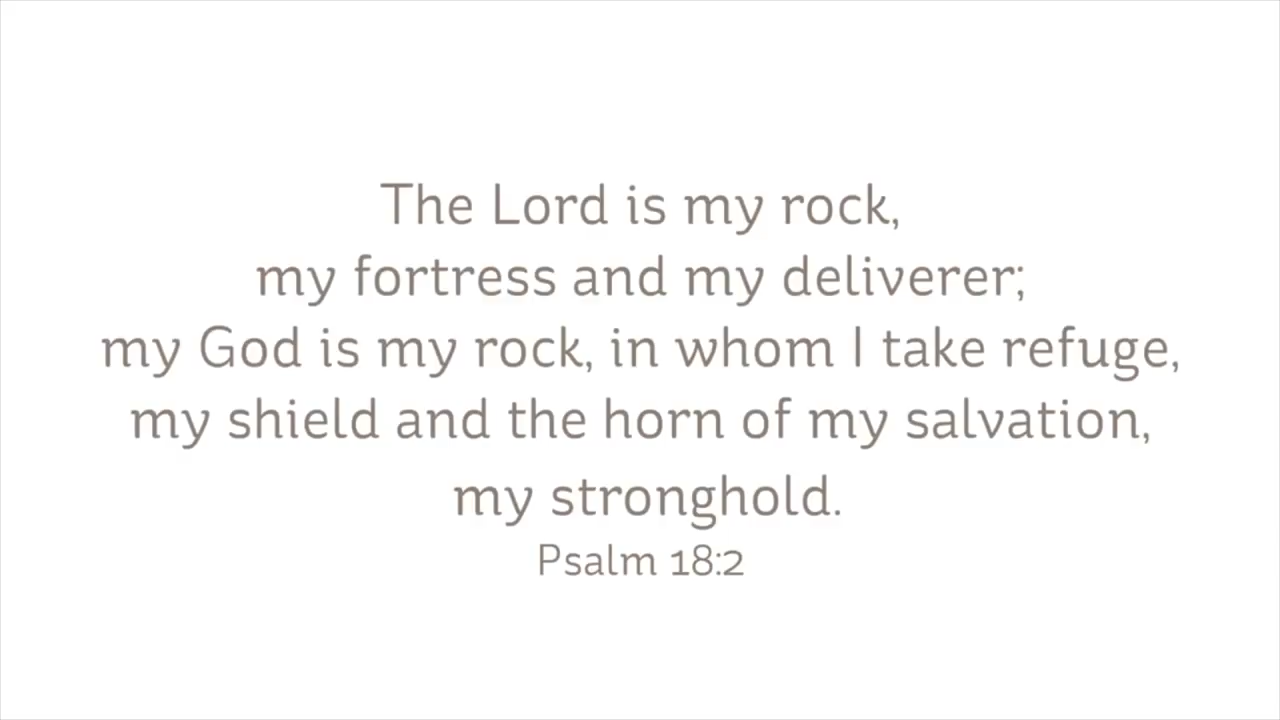 The Lord is my rock,
my fortress and my deliverer;
my God is my rock, in whom I take refuge,
my shield and the horn of my salvation,
my stronghold.
Psalm 18:2